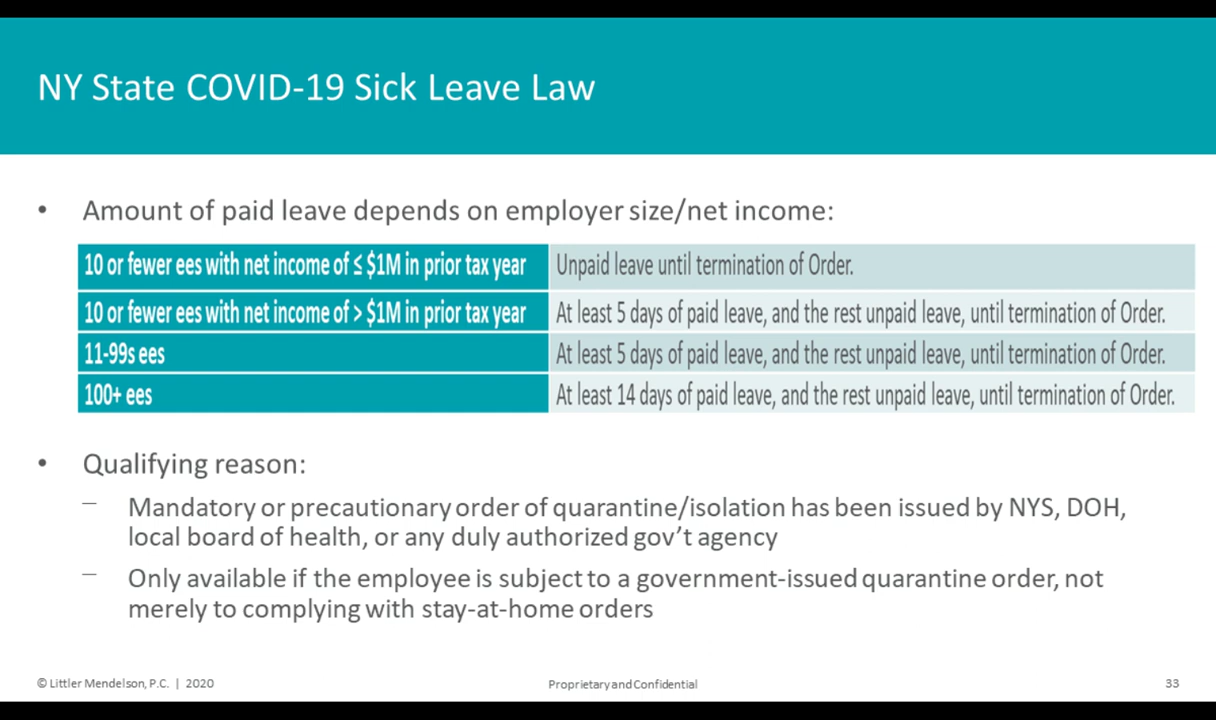 NY State COVID-19 Sick Leave Law
• Amount of paid leave depends on employer size/net income:
10 or fewer ees with net income of ≤ $1M in prior tax year Unpaid leave until termination of Order.
10 or fewer ees with net income of > $1M in prior tax year At least 5 days of paid leave, and the rest unpaid leave, until termination of Order.
11-99s ees At least 5 days of paid leave, and the rest unpaid leave, until termination of Order.
100+ ees At least 14 days of paid leave, and the rest unpaid leave, until termination of Order.
• Qualifying reason:
– Mandatory or precautionary order of quarantine/isolation has been issued by NYS, DOH,
local board of health, or any duly authorized gov’t agency
– Only available if the employee is subject to a government-issued quarantine order, not
merely to complying with stay-at-home orders
© Littler Mendelson, P.C. | 2020 Proprietary and Confidential 33